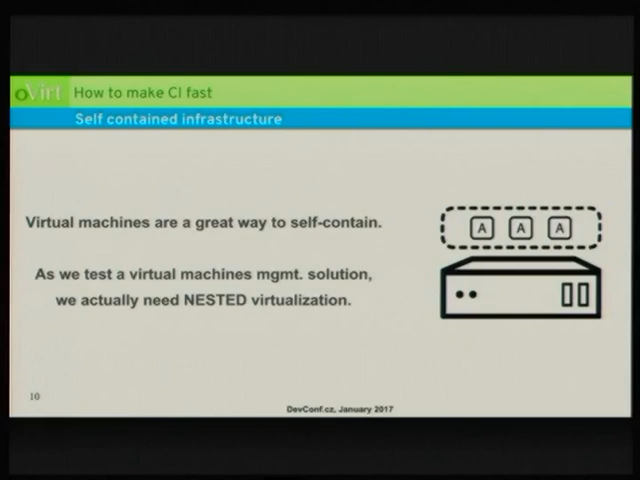 oVirt How to make CI fast
Self contained infrastructure
Virtual machines are a great way to self-contain.
A A A
As we test a virtual machines mgmt. solution,
we actually need NESTED virtualization.
10
DevConf.cz, January 2017